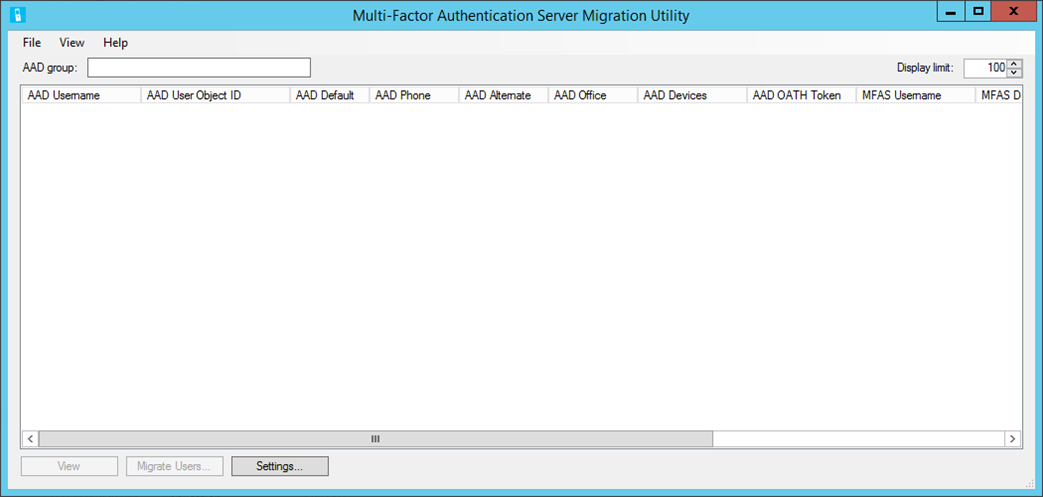 Multi-Factor Authentication Server Migration Utility
File View Help
AAD group: Display limit: 100
AAD Username AAD User Object ID AAD Default AAD Phone AAD Alternate AAD Office AAD Devices AAD OATH Token MFAS Username MFAS D
View Migrate Users... Settings...